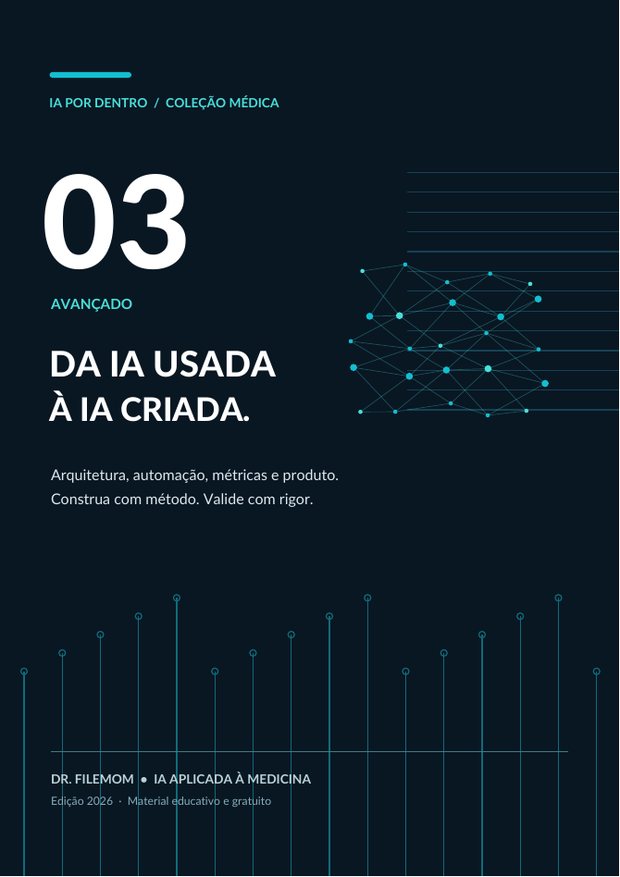 IA POR DENTRO / COLEÇÃO MÉDICA
03
AVANÇADO
DA IA USADA
À IA CRIADA.
Arquitetura, automação, métricas e produto.
Construa com método. Valide com rigor.
DR. FILEMOM • IA APLICADA À MEDICINA
Edição 2026 · Material educativo e gratuito